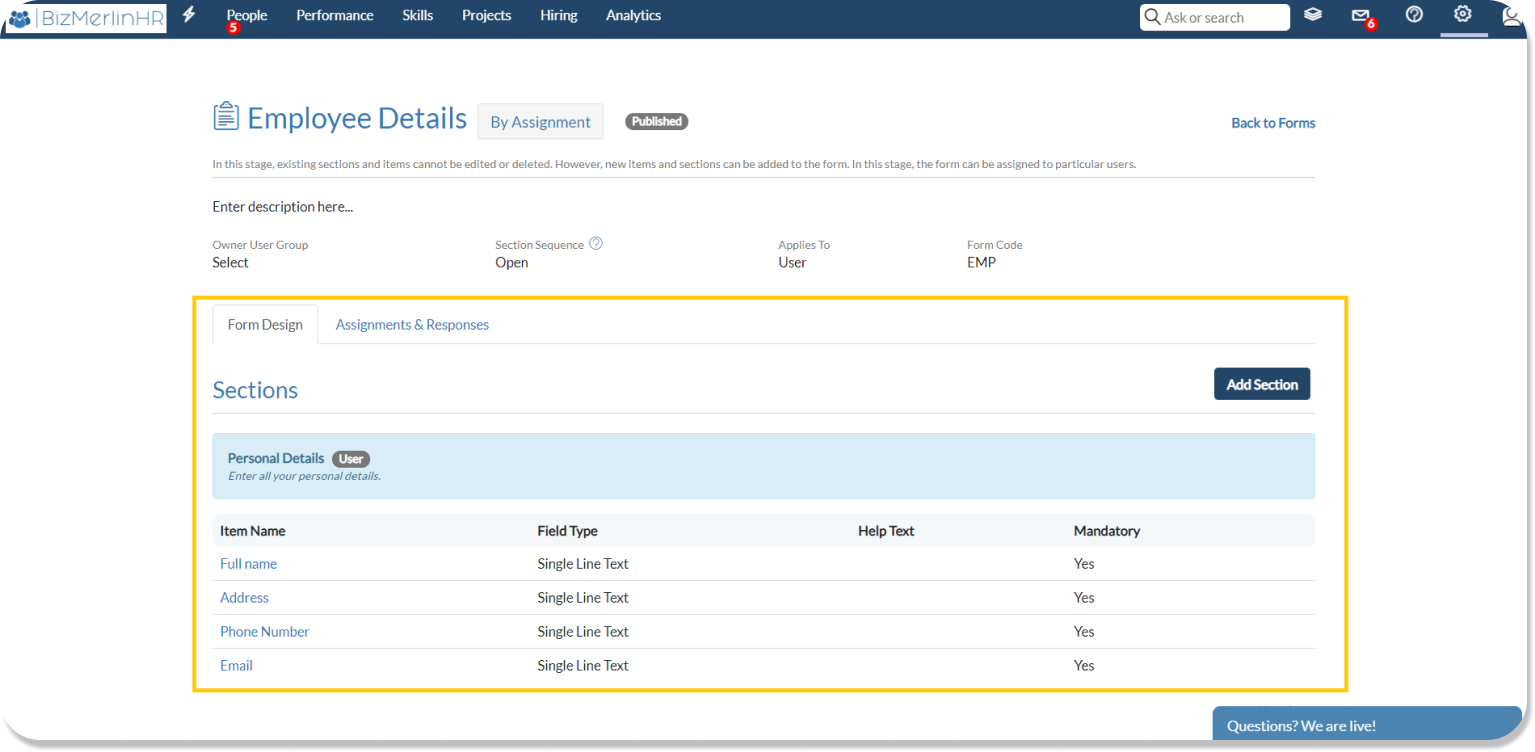 BizMerlinHR People Performance Skills Projects Hiring Analytics Ask or search
5 6
Employee Details By Assignment Published Back to Forms
In this stage, existing sections and items cannot be edited or deleted. However, new items and sections can be added to the form. In this stage, the form can be assigned to particular users.
Enter description here...
Owner User Group Section Sequence Applies To Form Code
Select Open User EMP
Form Design Assignments & Responses
Sections Add Section
Personal Details User
Enter all your personal details.
Item Name Field Type Help Text Mandatory
Full name Single Line Text Yes
Address Single Line Text Yes
Phone Number Single Line Text Yes
Email Single Line Text Yes
Questions? We are live!